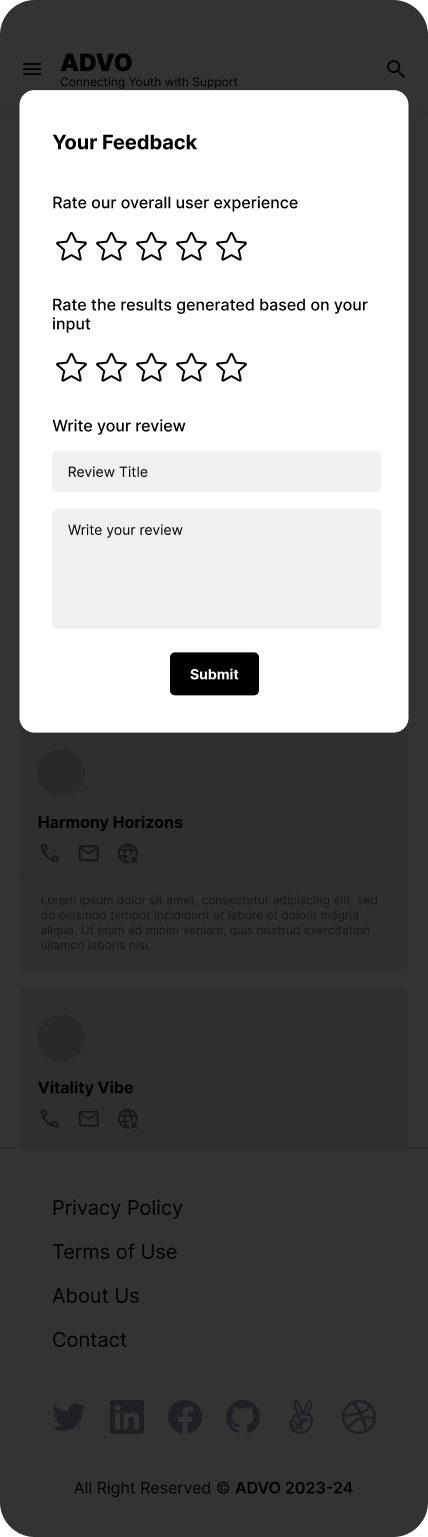 ADVO
Connecting Youth with Support
Your Feedback
Rate our overall user experience
Rate the results generated based on your
input
Write your review
Review Title
Write your review
Submit
Harmony Horizons
Lorem ipsum dolor sit amet, consectetur adipiscing elit, sed
do eiusmod tempor incididunt ut labore et dolore magna
aliqua. Ut enim ad minim veniam, quis nostrud exercitation
ullamco laboris nisi.
Vitality Vibe
Privacy Policy
Terms of Use
About Us
Contact
All Right Reserved © ADVO 2023-24